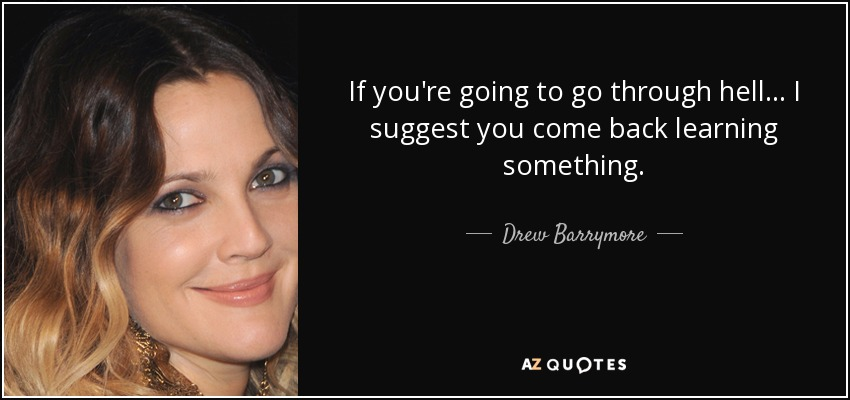 If you're going to go through hell... I
suggest you come back learning
something.
Drew Barrymore
AZ QUOTES